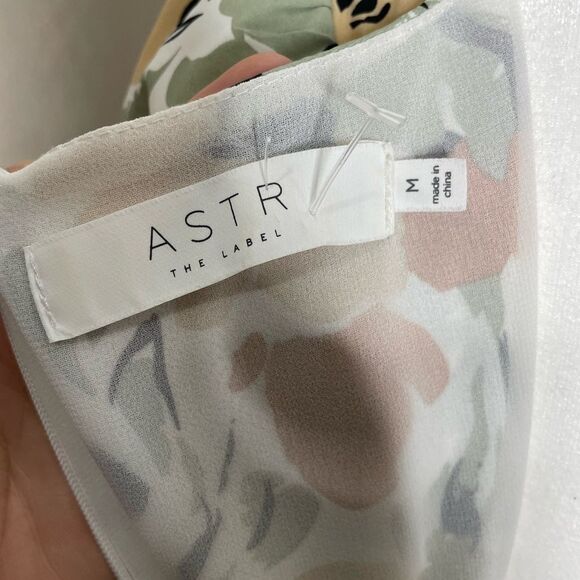 ASTR
THE LABEL
M
made in
china